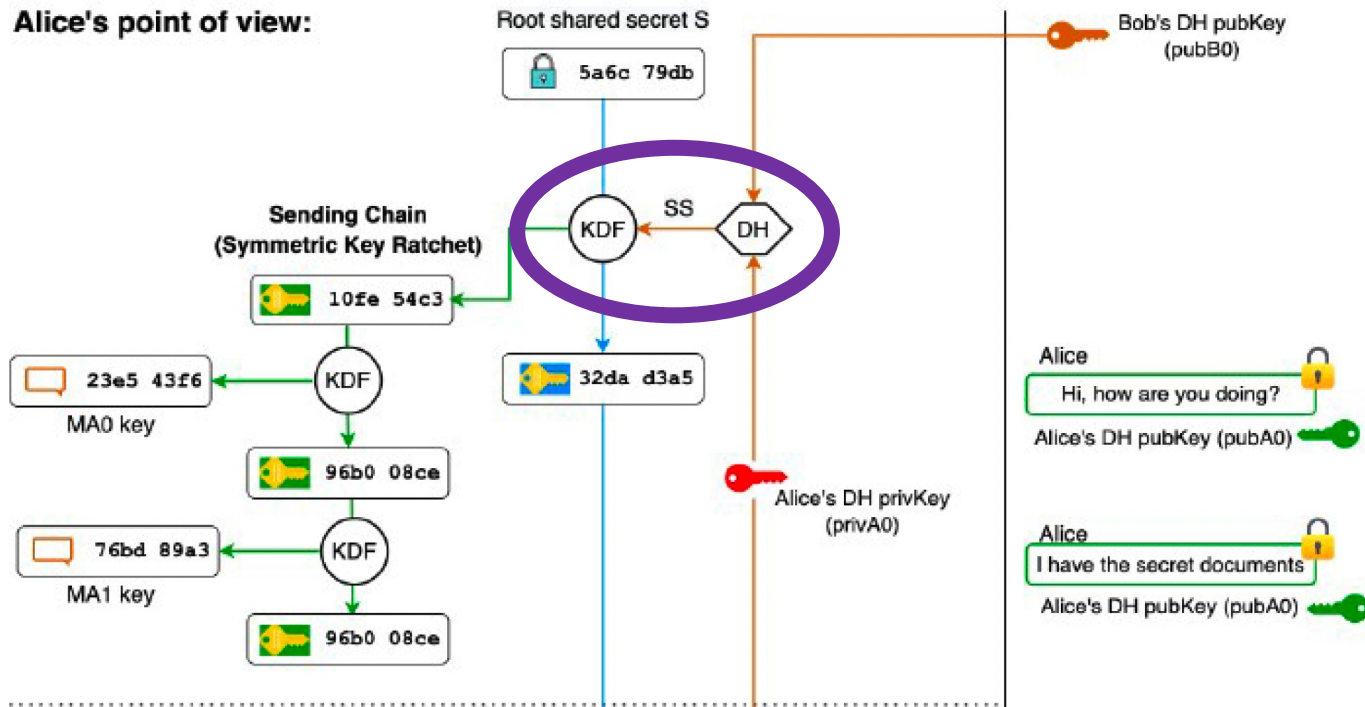 Alice's point of view:
Root shared secret S
Bob's DH pubKey
(pubB0)
5a6c 79db
SS
KDF
DH
Sending Chain
(Symmetric Key Ratchet)
10fe 54c3
KDF
23e5 43f6
MA0 key
32da d3a5
96b0 08ce
Alice's DH privKey
(privA0)
KDF
76bd 89a3
MA1 key
96b0 08ce
Alice
Hi, how are you doing?
Alice's DH pubKey (pubA0)
Alice
I have the secret documents
Alice's DH pubKey (pubA0)